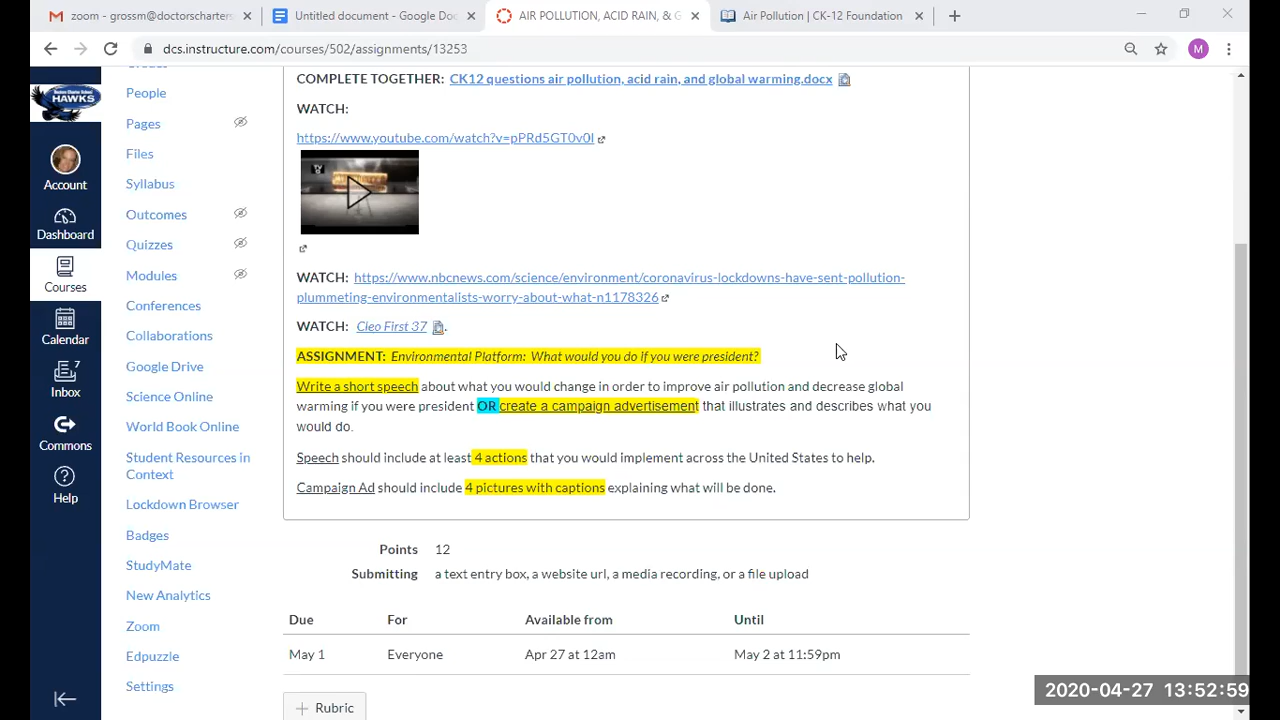 zoom - grossm@doctorscharters
Untitled document - Google Doc
AIR POLLUTION, ACID RAIN, & G
Air Pollution | CK-12 Foundation
dcs.instructure.com/courses/502/assignments/13253
M
HAWKS
Account
Dashboard
Courses
Calendar
7
Inbox
Commons
Help
People
Pages
Files
Syllabus
Outcomes
Quizzes
Modules
Conferences
Collaborations
Google Drive
Science Online
World Book Online
Student Resources in
Context
Lockdown Browser
Badges
StudyMate
New Analytics
Zoom
Edpuzzle
Settings
COMPLETE TOGETHER: CK12 questions air pollution, acid rain, and global warming.docx
WATCH:
https://www.youtube.com/watch?v=pPRd5GT0v0I
WATCH: https://www.nbcnews.com/science/environment/coronavirus-lockdowns-have-sent-pollution-
plummeting-environmentalists-worry-about-what-n1178326
WATCH: Cleo First 37 .
ASSIGNMENT: Environmental Platform: What would you do if you were president?
Write a short speech about what you would change in order to improve air pollution and decrease global
warming if you were president OR create a campaign advertisement that illustrates and describes what you
would do.
Speech should include at least 4 actions that you would implement across the United States to help.
Campaign Ad should include 4 pictures with captions explaining what will be done.
Points 12
Submitting a text entry box, a website url, a media recording, or a file upload
Due For Available from Until
May 1 Everyone Apr 27 at 12am May 2 at 11:59pm
+ Rubric
2020-04-27 13:52:59